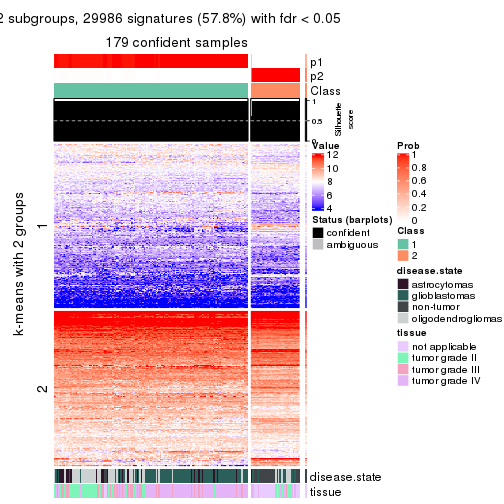 2 subgroups, 29986 signatures (57.8%) with fdr < 0.05
179 confident samples
p1
p2
Class
1
0.5
0
Silhouette
score
k-means with 2 groups
1
2
disease.state
tissue
Value
12
10
8
6
4
Status (barplots)
confident
ambiguous
Prob
1
0.8
0.6
0.4
0.2
0
Class
1
2
disease.state
astrocytomas
glioblastomas
non-tumor
oligodendrogliomas
tissue
not applicable
tumor grade II
tumor grade III
tumor grade IV